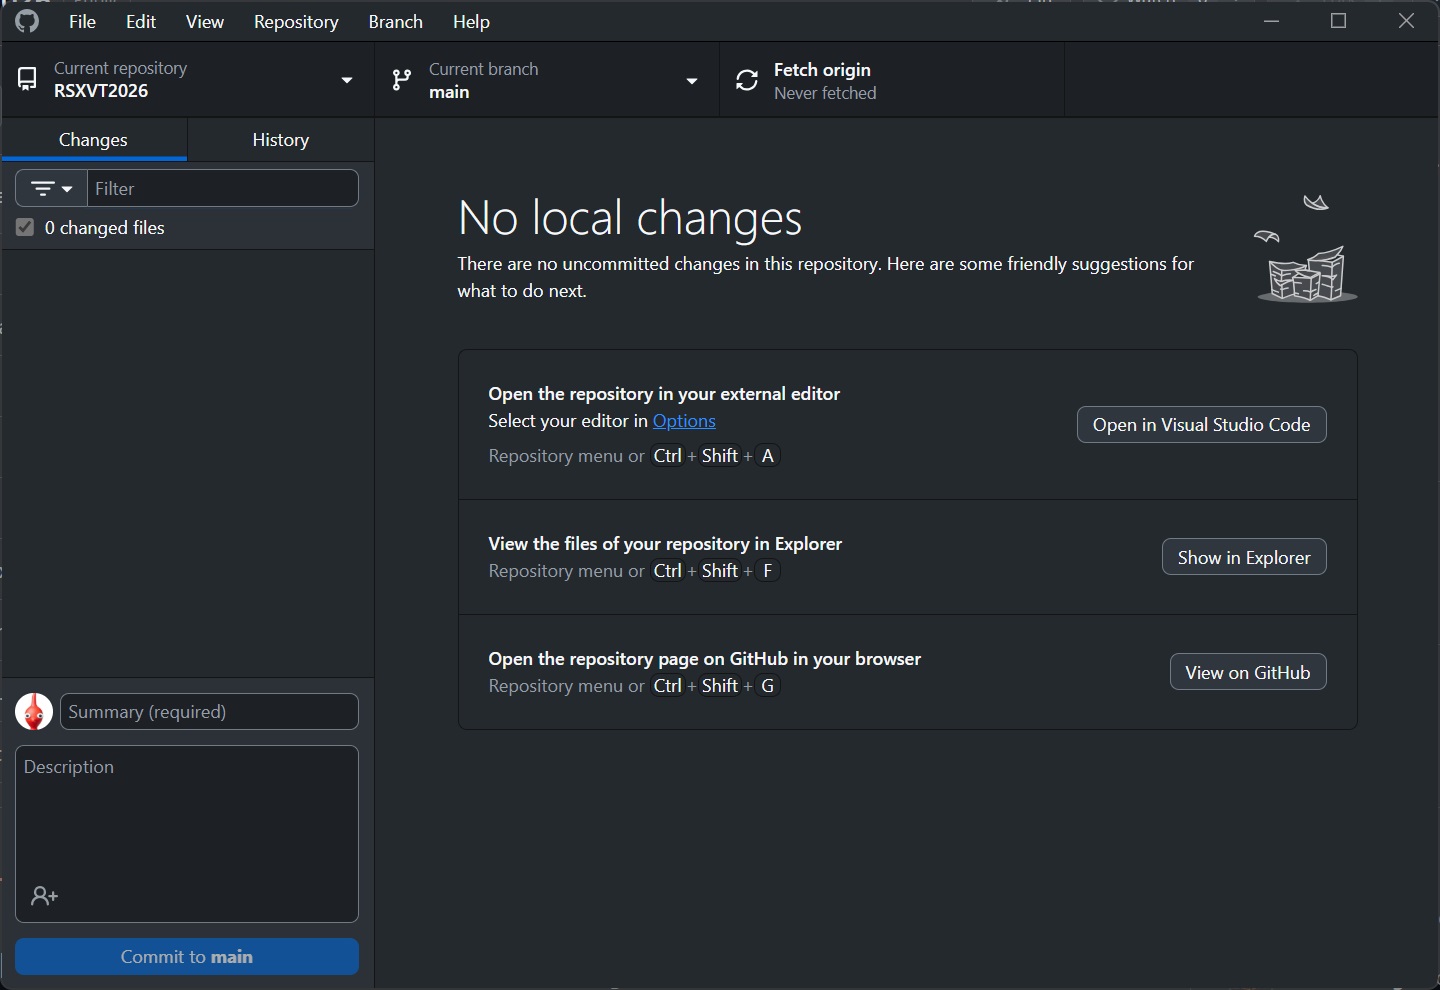 File Edit View Repository Branch Help
Current repository
RSXVT2026
Current branch
main
Fetch origin
Never fetched
Changes
History
Filter
0 changed files
No local changes
There are no uncommitted changes in this repository. Here are some friendly suggestions for
what to do next.
Open the repository in your external editor
Select your editor in Options
Repository menu or Ctrl + Shift + A
Open in Visual Studio Code
View the files of your repository in Explorer
Repository menu or Ctrl + Shift + F
Show in Explorer
Open the repository page on GitHub in your browser
Repository menu or Ctrl + Shift + G
View on GitHub
Summary (required)
Description
Commit to main